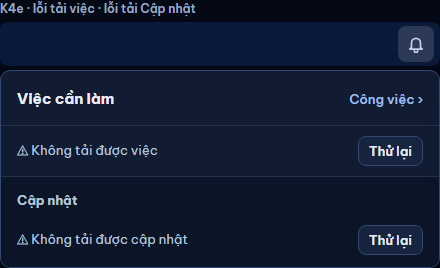 K4e · lỗi tải việc · lỗi tải Cập nhật
Việc cần làm
Công việc ›
⚠ Không tải được việc
Thử lại
Cập nhật
⚠ Không tải được cập nhật
Thử lại